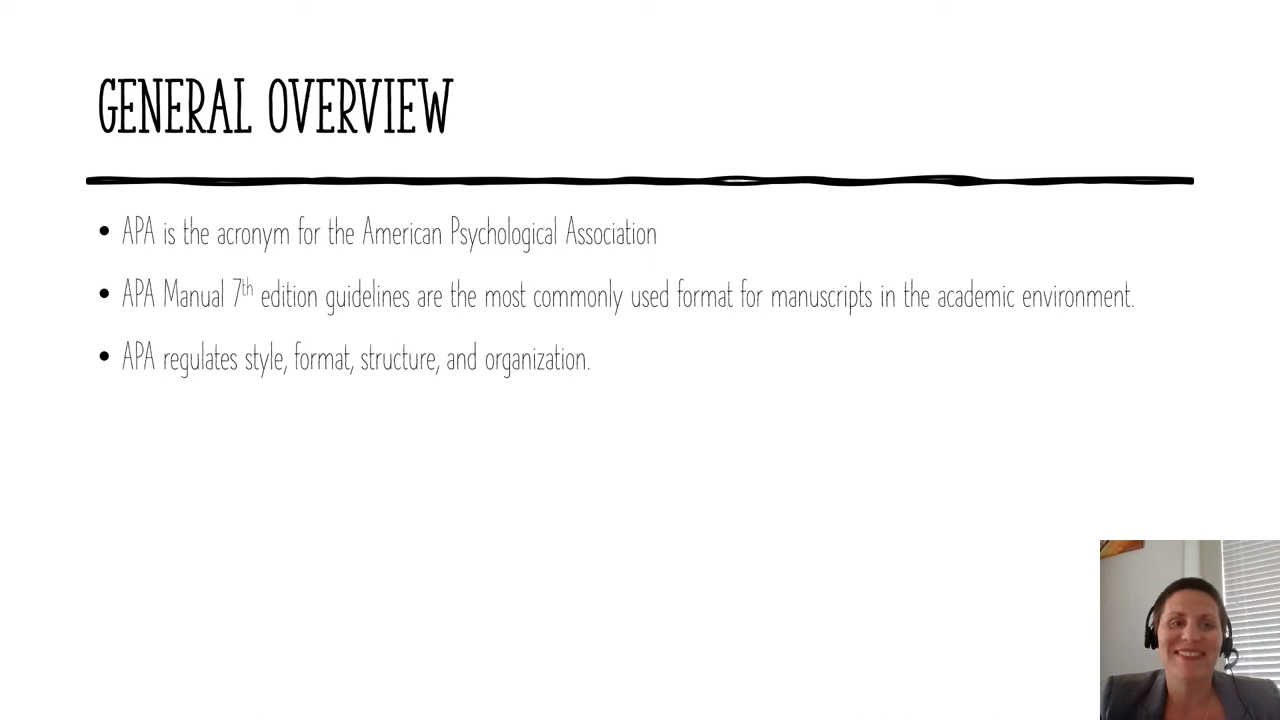 GENERAL OVERVIEW
• APA is the acronym for the American Psychological Association
• APA Manual 7th edition guidelines are the most commonly used format for manuscripts in the academic environment.
• APA regulates style, format, structure, and organization.